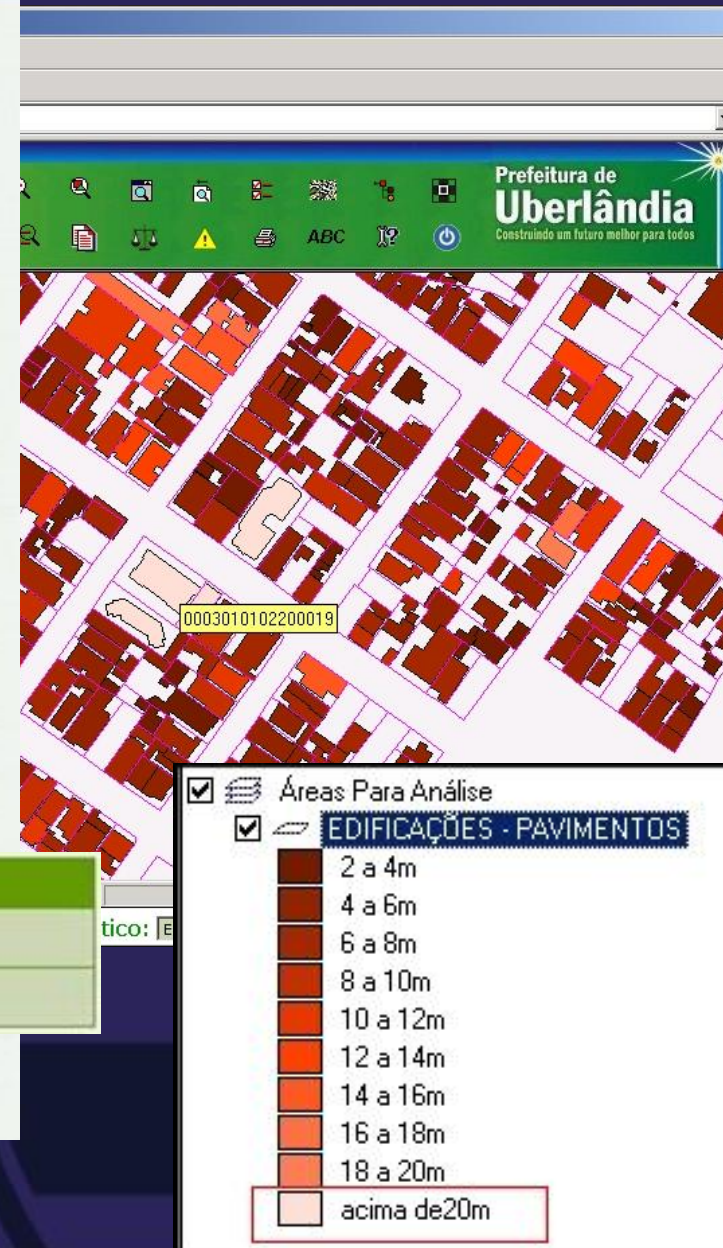 Prefeitura de
Uberlândia
Construindo um futuro melhor para todos
ABC
0003010102200019
tico: E
Áreas Para Análise
EDIFICAÇÕES - PAVIMENTOS
2 a 4m
4 a 6m
6 a 8m
8 a 10m
10 a 12m
12 a 14m
14 a 16m
16 a 18m
18 a 20m
acima de20m